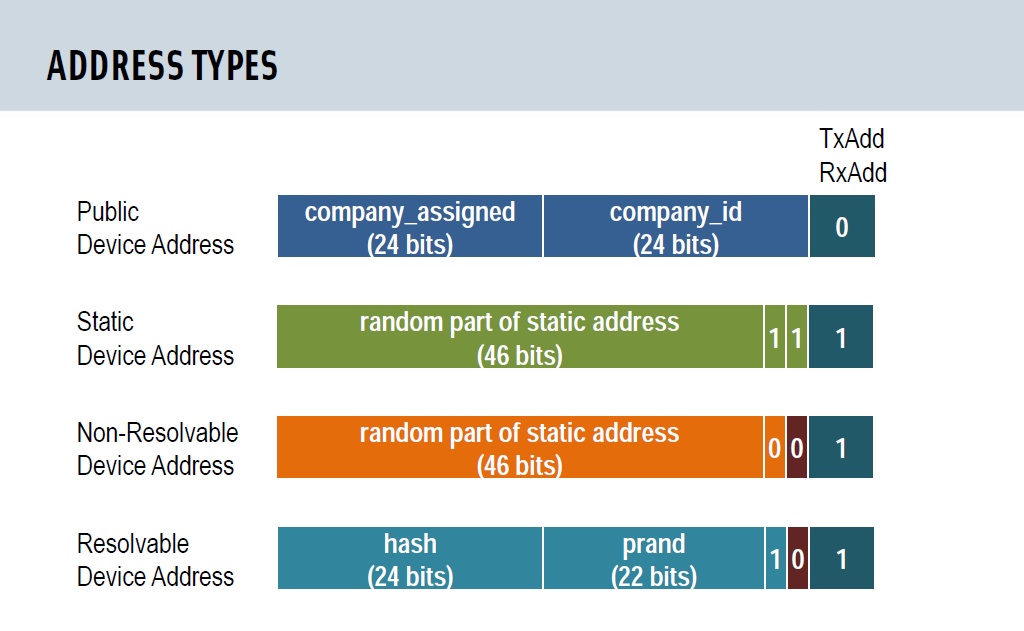 ADDRESS TYPES
TxAdd
RxAdd
Public
Device Address
company_assigned
(24 bits)
company_id
(24 bits)
0
Static
Device Address
random part of static address
(46 bits)
1
1
1
Non-Resolvable
Device Address
random part of static address
(46 bits)
0
0
1
Resolvable
Device Address
hash
(24 bits)
prand
(22 bits)
1
0
1